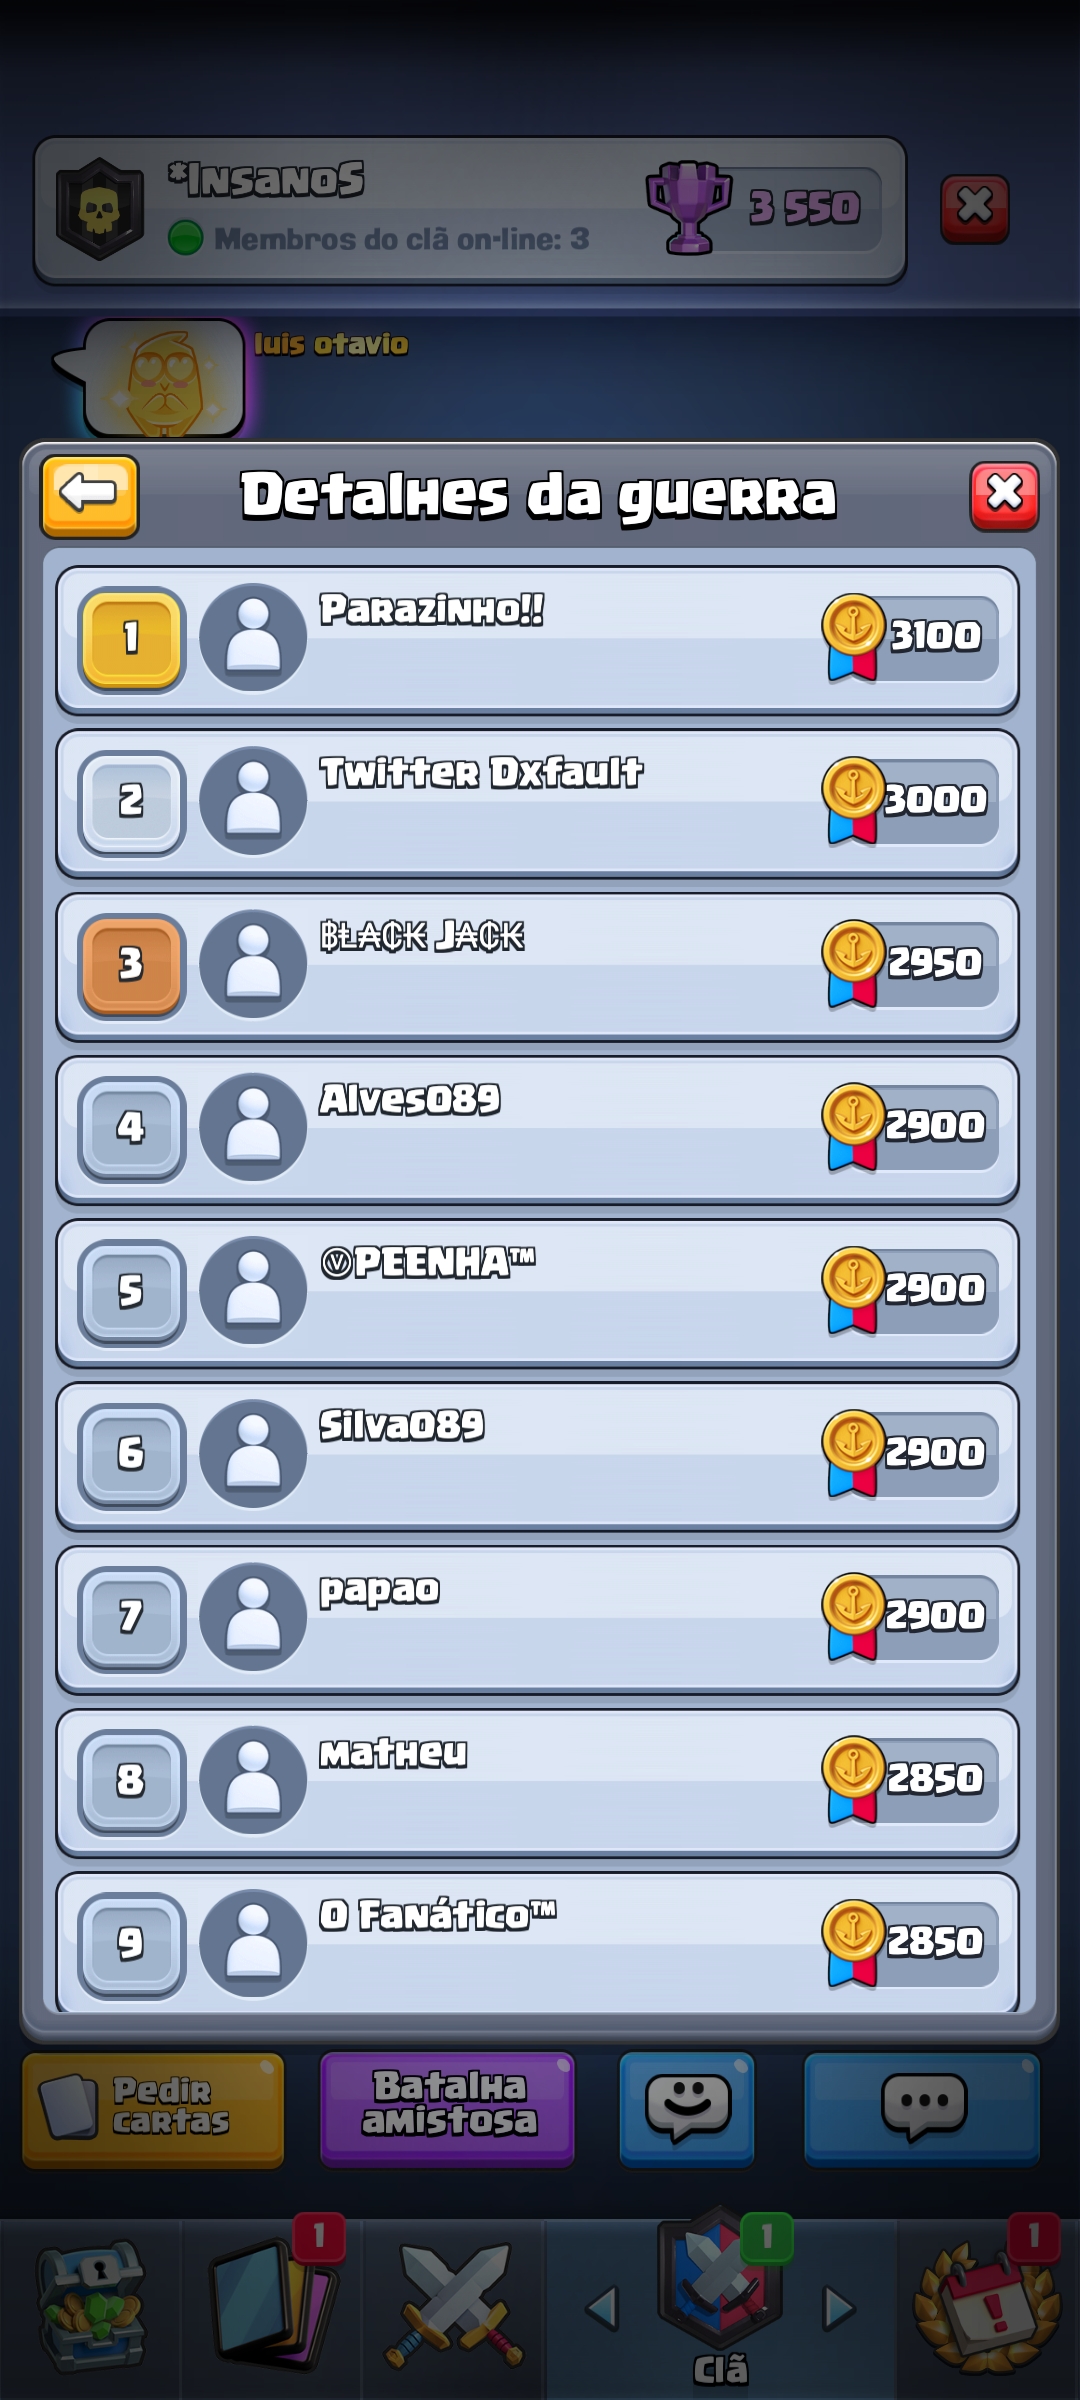 *InsanoS
3 550
Membros do clã on-line: 3
luis otavio
Detalhes da guerra
1
Parazinho!!
3100
2
Twitter Dxfault
3000
3
฿Ł₳₵₭ J₳₵₭
2950
4
Alves089
2900
5
ⓋPEENHA™
2900
6
Silva089
2900
7
papao
2900
8
matheu
2850
9
O Fanático™
2850
Pedir
cartas
Batalha
amistosa
1
1
1
Clã